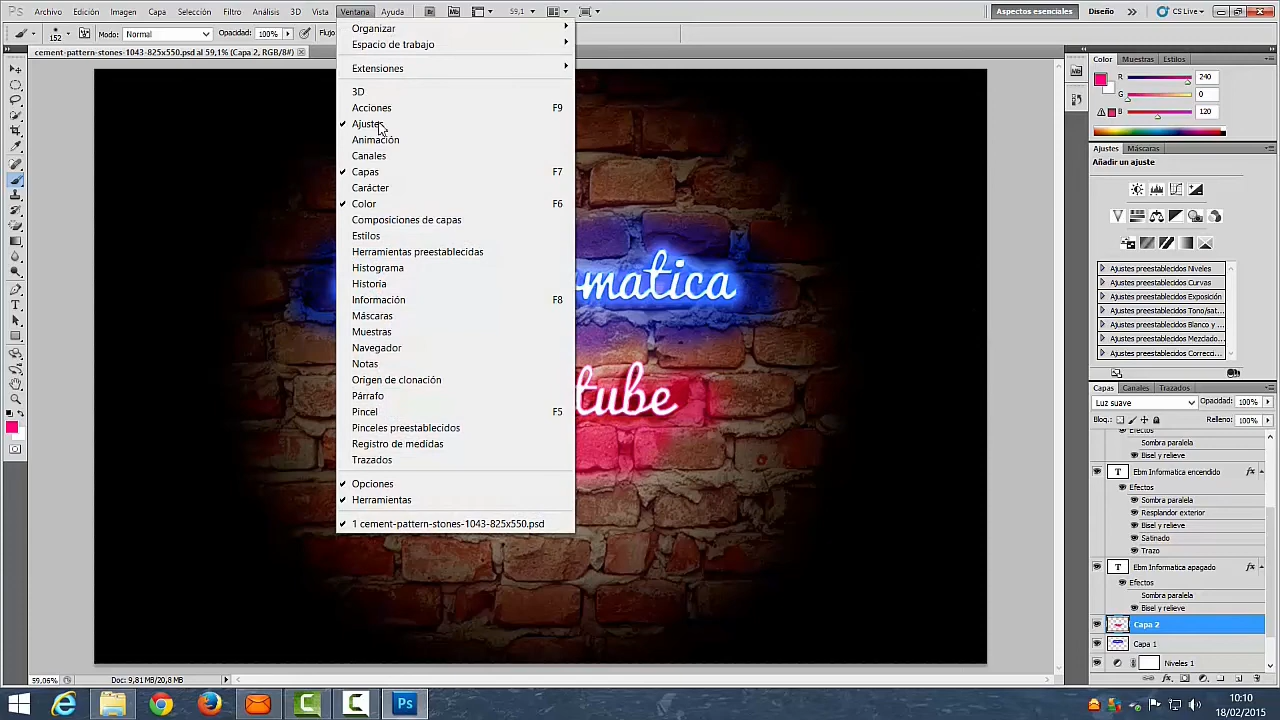 Archivo Edición Imagen Capa Selección Filtro Análisis 3D Vista Ventana Ayuda Br Mb 59,1 Aspectos esenciales Diseño CS Live
152 Modo: Normal Opacidad: 100% Flujo
cement-pattern-stones-1043-825x550.psd al 59,1% (Capa 2, RGB/8#)
Organizar
Espacio de trabajo
Extensiones
3D
Acciones F9
Ajustes
Animación
Canales
Capas F7
Carácter
Color F6
Composiciones de capas
Estilos
Herramientas preestablecidas
Histograma
Historia
Información F8
Máscaras
Muestras
Navegador
Notas
Origen de clonación
Párrafo
Pincel F5
Pinceles preestablecidos
Registro de medidas
Trazados
Opciones
Herramientas
1 cement-pattern-stones-1043-825x550.psd
matica
tube
Color Muestras Estilos
R 240
G 0
B 120
Ajustes Máscaras
Añadir un ajuste
Ajustes preestablecidos Niveles
Ajustes preestablecidos Curvas
Ajustes preestablecidos Exposición
Ajustes preestablecidos Tono/sat...
Ajustes preestablecidos Blanco y ...
Ajustes preestablecidos Mezclado...
Ajustes preestablecidos Correcci...
Capas Canales Trazados
Luz suave Opacidad: 100%
Bloq.: Relleno: 100%
Efectos
Sombra paralela
Bisel y relieve
T Ebm Informatica encendido fx
Efectos
Sombra paralela
Resplandor exterior
Bisel y relieve
Satinado
Trazo
T Ebm Informatica apagado fx
Efectos
Sombra paralela
Bisel y relieve
Capa 2
Capa 1
Niveles 1
59,06% Doc: 9,81 MB/20,8 MB
Ps
10:10
18/02/2015